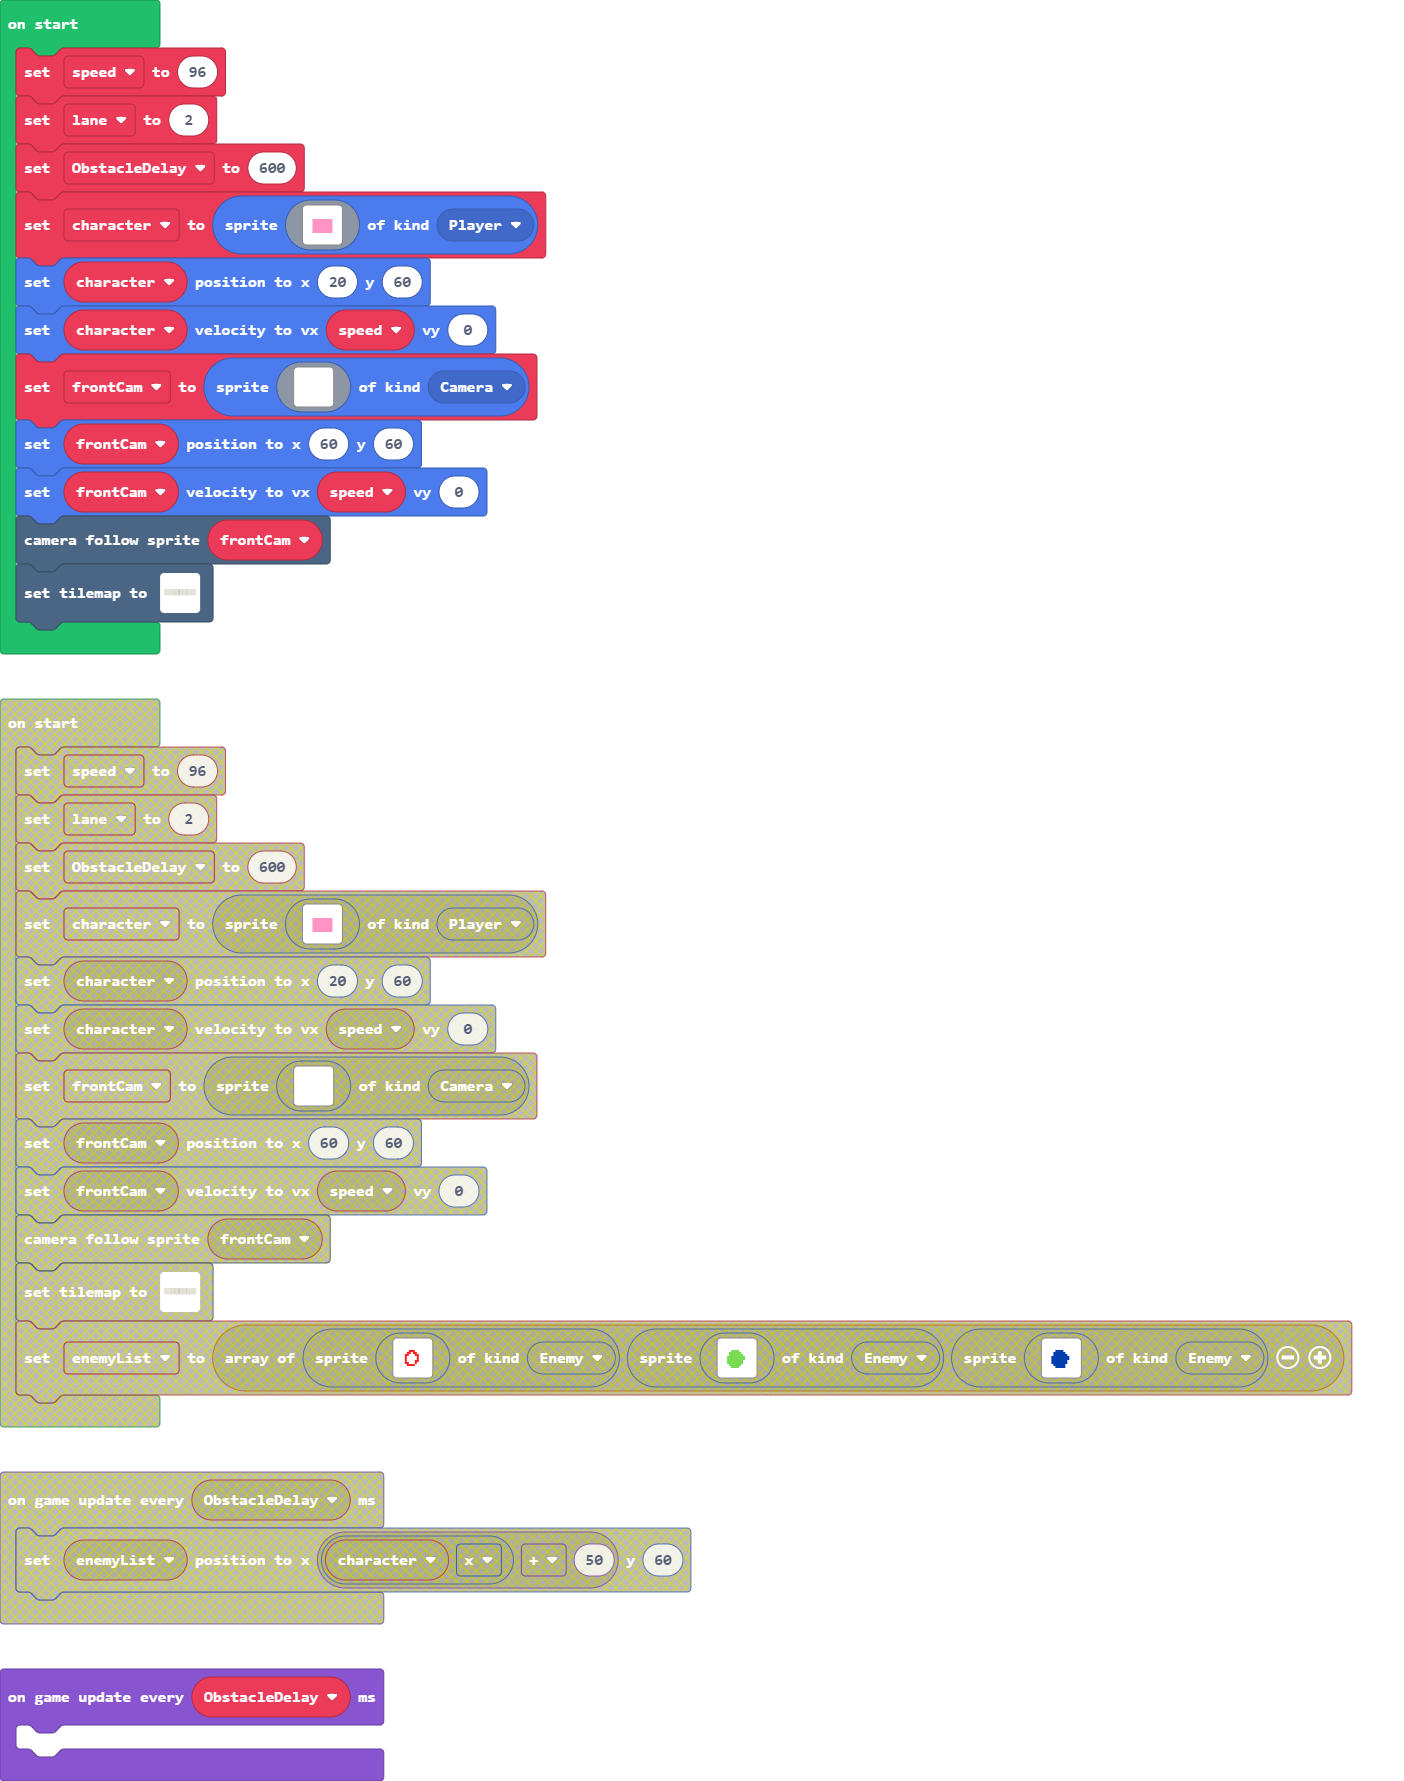 on start
set speed to 96
set lane to 2
set ObstacleDelay to 600
set character to sprite of kind Player
set character position to x 20 y 60
set character velocity to vx speed vy 0
set frontCam to sprite of kind Camera
set frontCam position to x 60 y 60
set frontCam velocity to vx speed vy 0
camera follow sprite frontCam
set tilemap to
on start
set speed to 96
set lane to 2
set ObstacleDelay to 600
set character to sprite of kind Player
set character position to x 20 y 60
set character velocity to vx speed vy 0
set frontCam to sprite of kind Camera
set frontCam position to x 60 y 60
set frontCam velocity to vx speed vy 0
camera follow sprite frontCam
set tilemap to
set enemyList to array of sprite of kind Enemy sprite of kind Enemy sprite of kind Enemy
on game update every ObstacleDelay ms
set enemyList position to x character x + 50 y 60
on game update every ObstacleDelay ms